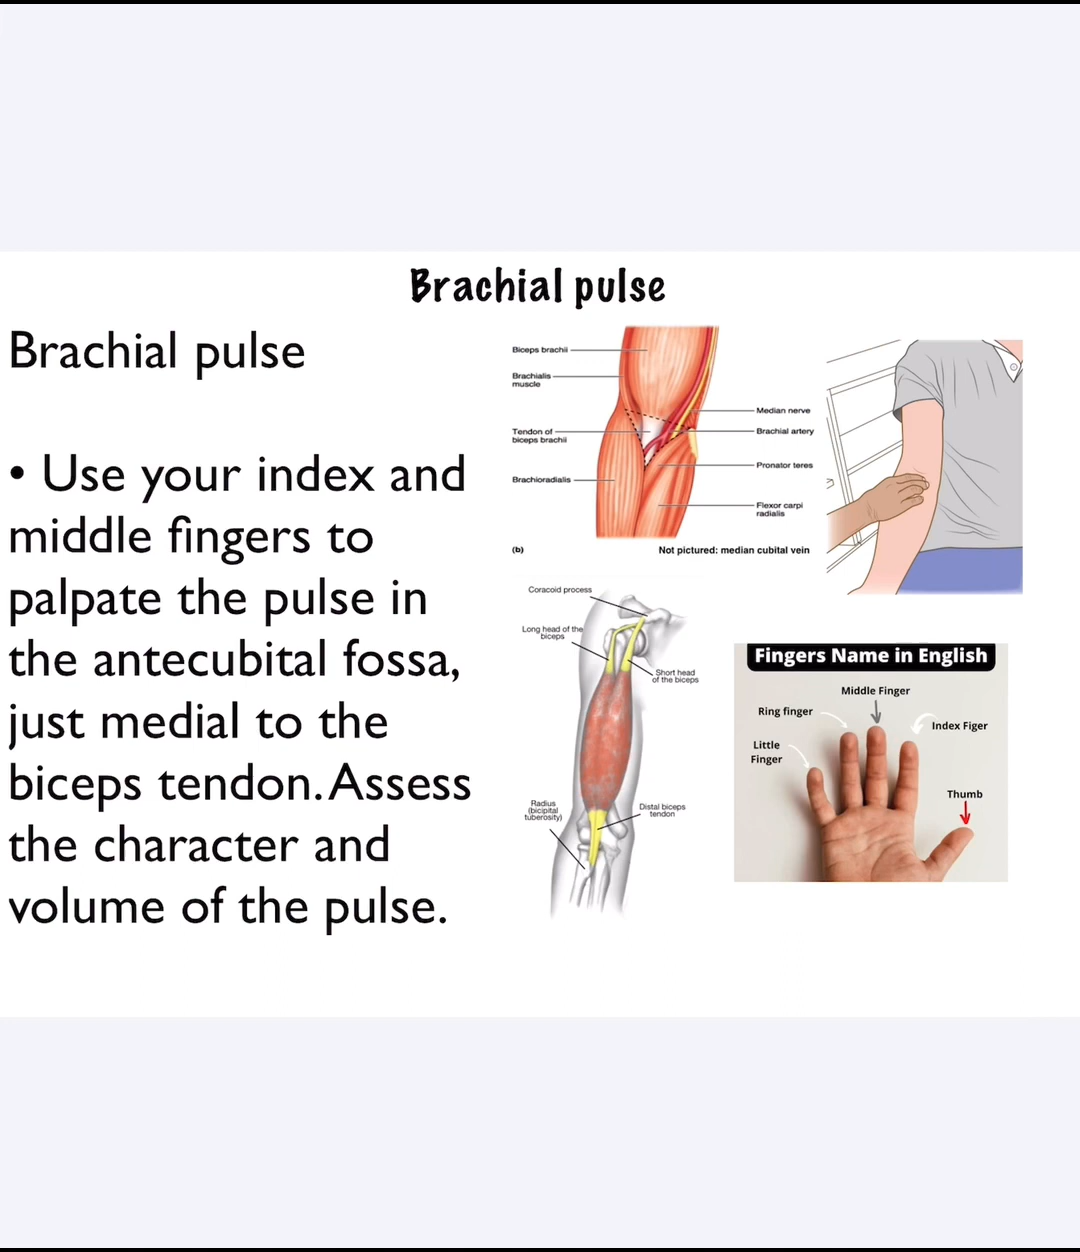 Brachial pulse
Brachial pulse
• Use your index and
middle fingers to
palpate the pulse in
the antecubital fossa,
just medial to the
biceps tendon. Assess
the character and
volume of the pulse.
Biceps brachii
Brachialis
muscle
Tendon of
biceps brachii
Brachioradialis
Median nerve
Brachial artery
Pronator teres
Flexor carpi
radialis
(b)
Not pictured: median cubital vein
Coracoid process
Long head of the
biceps
Short head
of the biceps
Radius
(bicipital
tuberosity)
Distal biceps
tendon
Fingers Name in English
Middle Finger
Ring finger
Index Figer
Little
Finger
Thumb